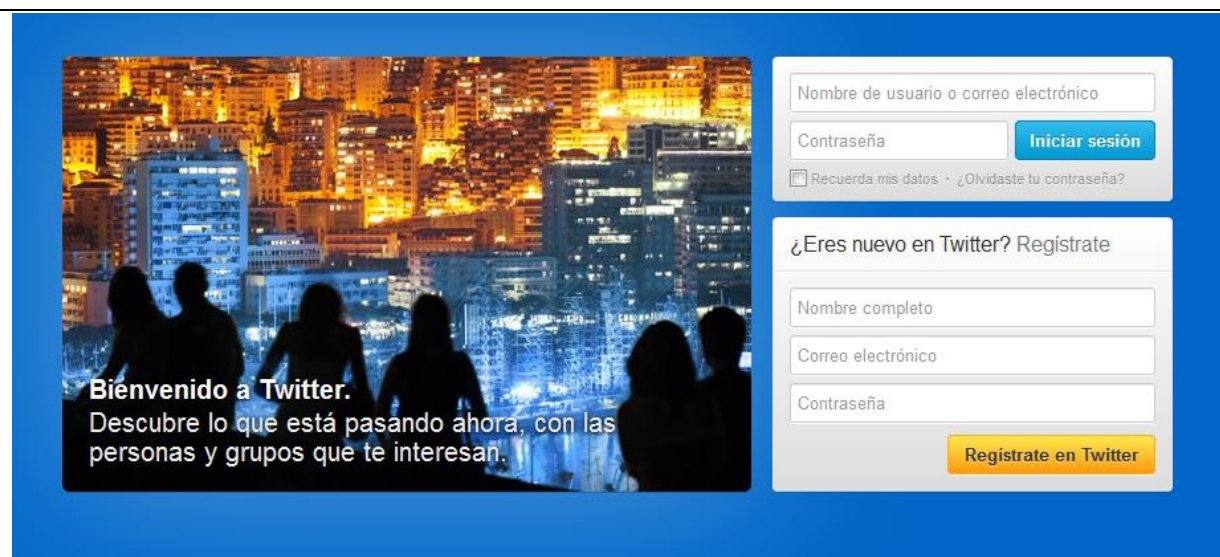 Bienvenido a Twitter.
Descubre lo que está pasando ahora, con las
personas y grupos que te interesan.
Nombre de usuario o correo electrónico
Contraseña
Iniciar sesión
Recuerda mis datos · ¿Olvidaste tu contraseña?
¿Eres nuevo en Twitter? Regístrate
Nombre completo
Correo electrónico
Contraseña
Regístrate en Twitter